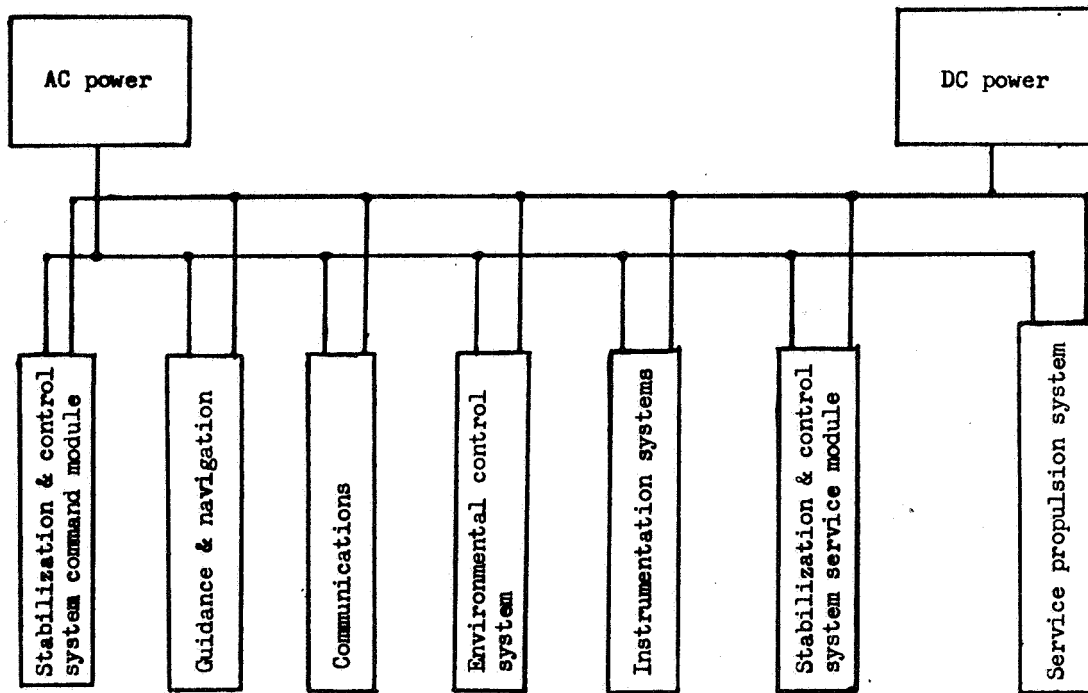 AC power
DC power
Stabilization & control
system command module
Guidance & navigation
Communications
Environmental control
system
Instrumentation systems
Stabilization & control
system service module
Service propulsion system